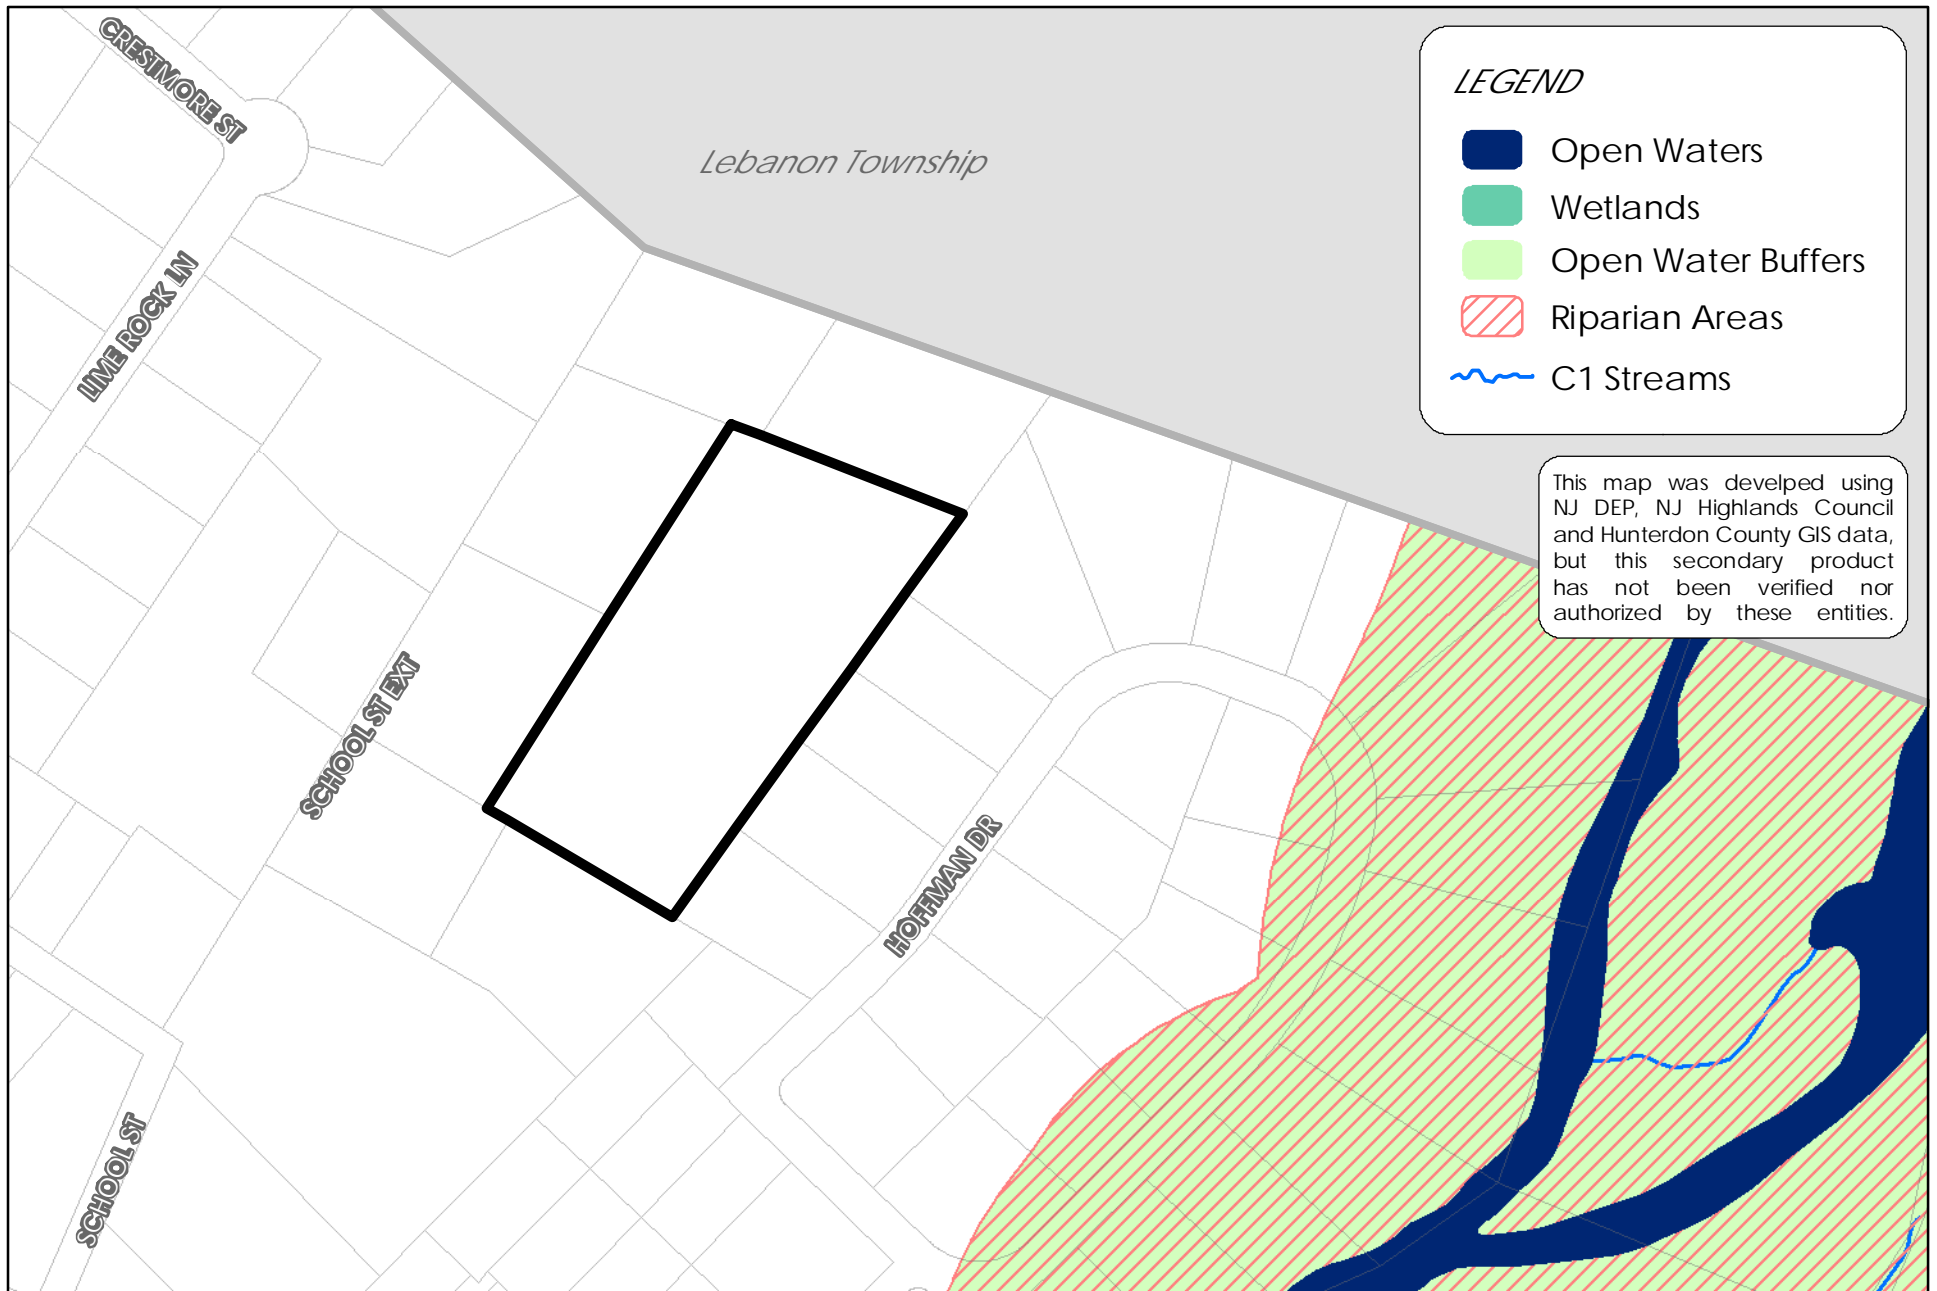 CRESTMORE ST
Lebanon Township
LIME ROCK LN
SCHOOL ST EXT
HOFFMAN DR
SCHOOL ST
LEGEND
Open Waters
Wetlands
Open Water Buffers
Riparian Areas
C1 Streams
This map was develped using
NJ DEP, NJ Highlands Council
and Hunterdon County GIS data,
but this secondary product
has not been verified nor
authorized by these entities.